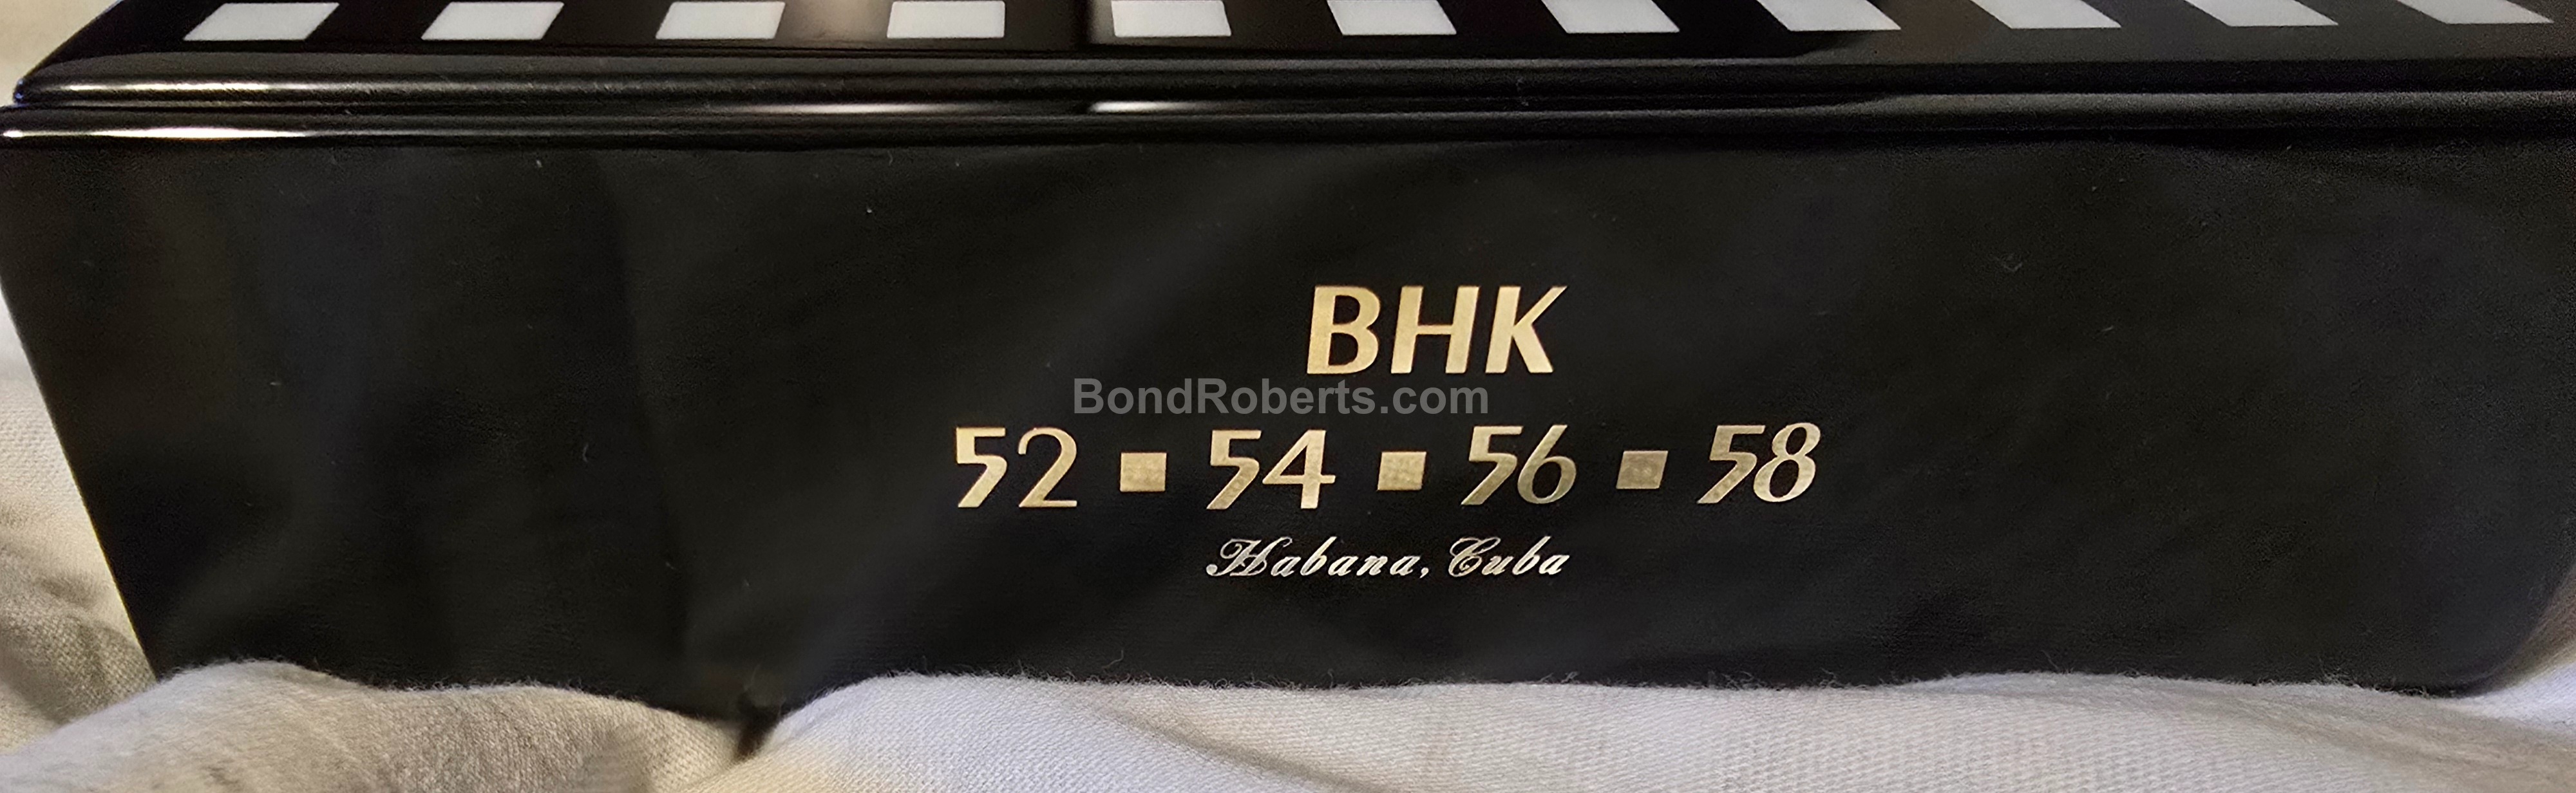 BHK
BondRoberts.com
52 ▪ 54 ▪ 56 ▪ 58
Habana, Cuba